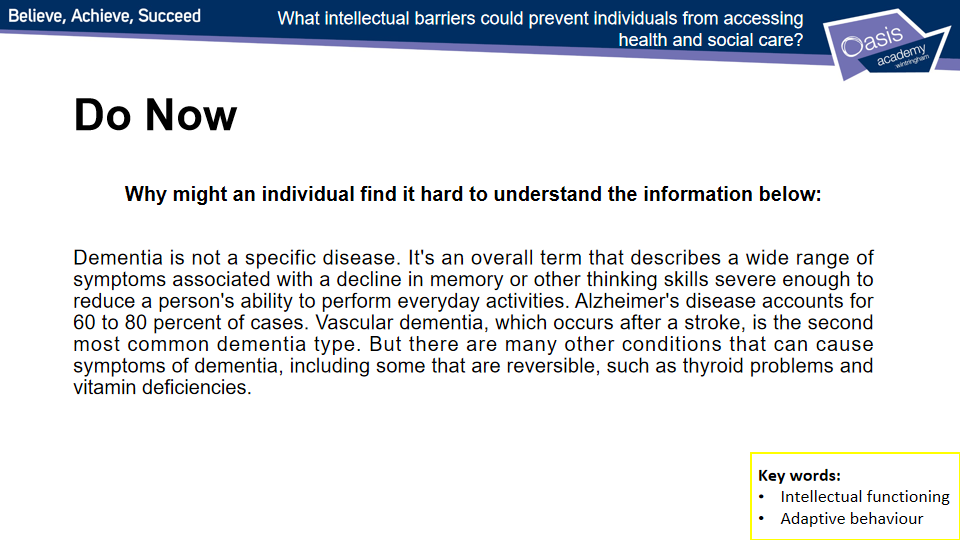 Believe, Achieve, Succeed
What intellectual barriers could prevent individuals from accessing
health and social care?
Oasis
academy
wintringham
Do Now
Why might an individual find it hard to understand the information below:
Dementia is not a specific disease. It's an overall term that describes a wide range of
symptoms associated with a decline in memory or other thinking skills severe enough to
reduce a person's ability to perform everyday activities. Alzheimer's disease accounts for
60 to 80 percent of cases. Vascular dementia, which occurs after a stroke, is the second
most common dementia type. But there are many other conditions that can cause
symptoms of dementia, including some that are reversible, such as thyroid problems and
vitamin deficiencies.
Key words:
• Intellectual functioning
• Adaptive behaviour